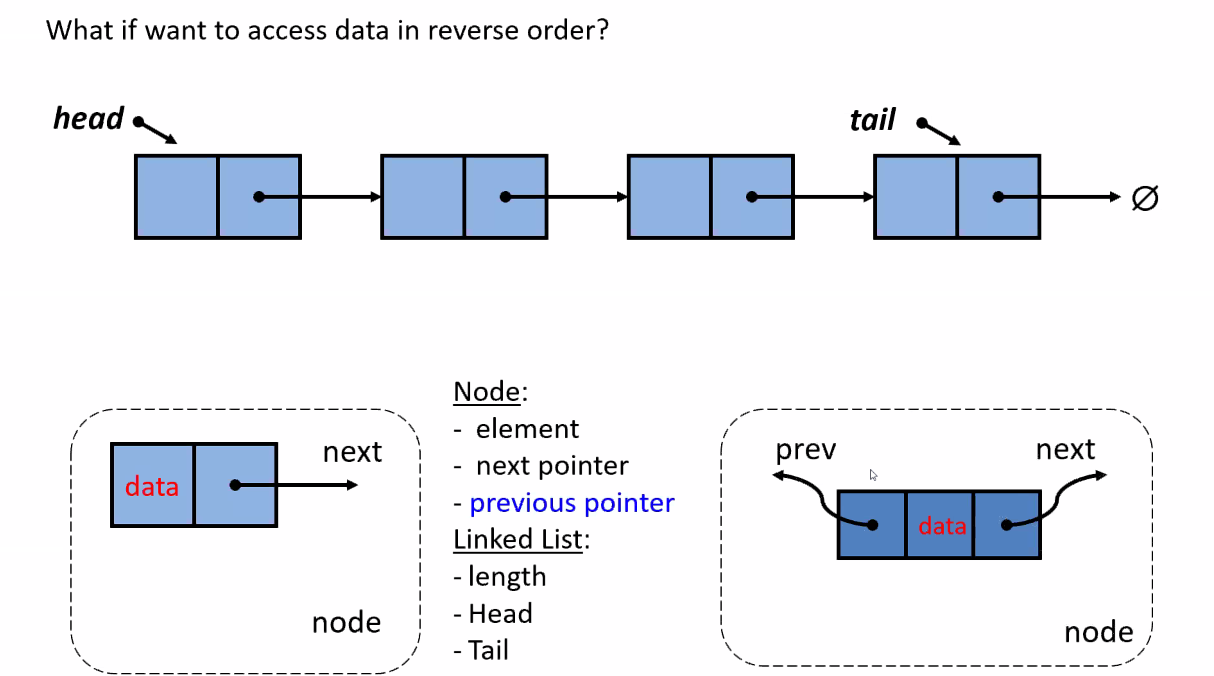 What if want to access data in reverse order?
head
tail
∅
data
next
node
Node:
- element
- next pointer
- previous pointer
Linked List:
- length
- Head
- Tail
prev
next
data
node